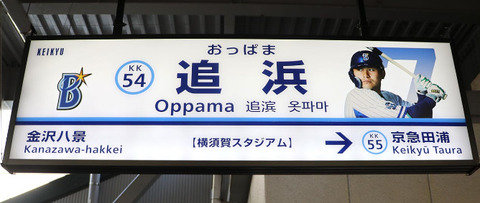 KEIKYU
おっぱま
KK
54
追浜
Oppama 追滨 옷파마
B
7
金沢八景
Kanazawa-hakkei
【横須賀スタジアム】
KK
55
京急田浦
Keikyū Taura